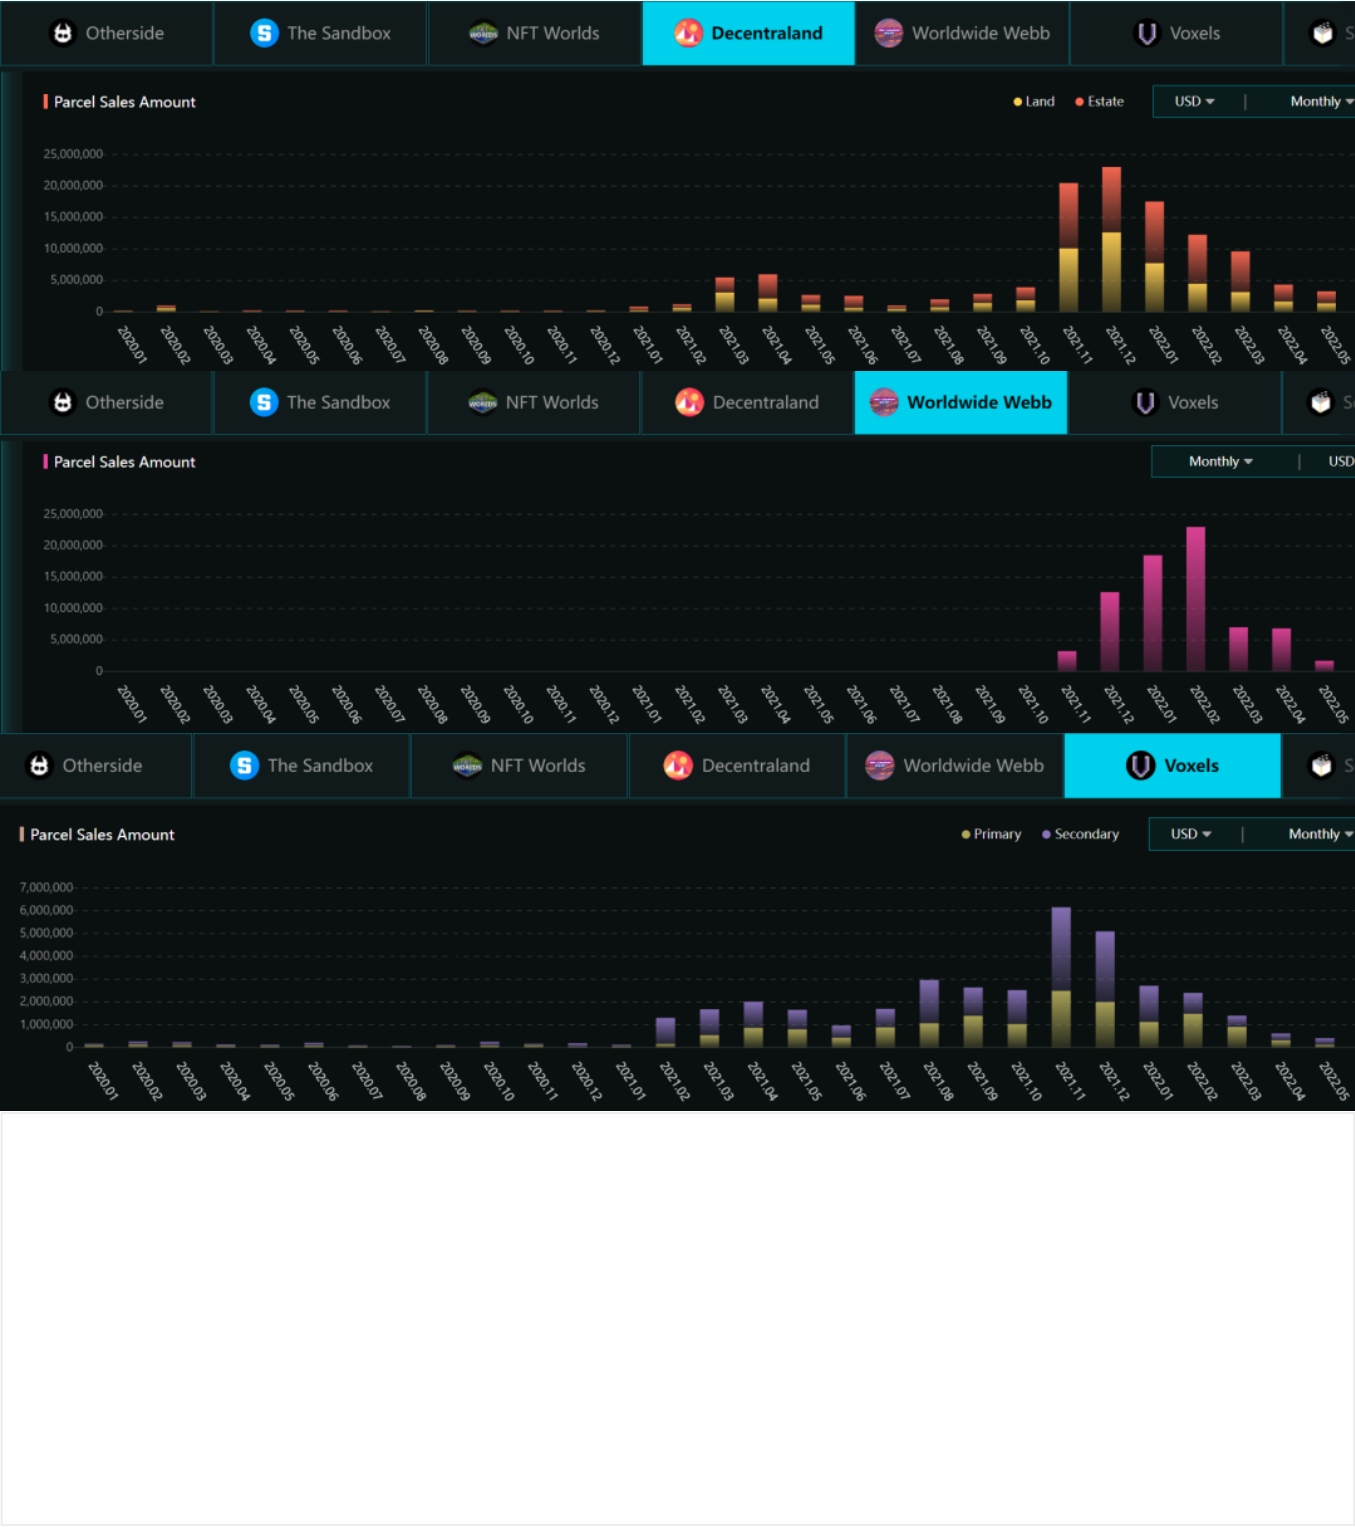 Otherside The Sandbox NFT Worlds Decentraland Worldwide Webb Voxels S
Parcel Sales Amount Land Estate USD | Monthly
25,000,000
20,000,000
15,000,000
10,000,000
5,000,000
0
2020.01 2020.02 2020.03 2020.04 2020.05 2020.06 2020.07 2020.08 2020.09 2020.10 2020.11 2020.12 2021.01 2021.02 2021.03 2021.04 2021.05 2021.06 2021.07 2021.08 2021.09 2021.10 2021.11 2021.12 2022.01 2022.02 2022.03 2022.04 2022.05
Otherside The Sandbox NFT Worlds Decentraland Worldwide Webb Voxels S
Parcel Sales Amount Monthly | USD
25,000,000
20,000,000
15,000,000
10,000,000
5,000,000
0
2020.01 2020.02 2020.03 2020.04 2020.05 2020.06 2020.07 2020.08 2020.09 2020.10 2020.11 2020.12 2021.01 2021.02 2021.03 2021.04 2021.05 2021.06 2021.07 2021.08 2021.09 2021.10 2021.11 2021.12 2022.01 2022.02 2022.03 2022.04 2022.05
Otherside The Sandbox NFT Worlds Decentraland Worldwide Webb Voxels S
Parcel Sales Amount Primary Secondary USD | Monthly
7,000,000
6,000,000
5,000,000
4,000,000
3,000,000
2,000,000
1,000,000
0
2020.01 2020.02 2020.03 2020.04 2020.05 2020.06 2020.07 2020.08 2020.09 2020.10 2020.11 2020.12 2021.01 2021.02 2021.03 2021.04 2021.05 2021.06 2021.07 2021.08 2021.09 2021.10 2021.11 2021.12 2022.01 2022.02 2022.03 2022.04 2022.05